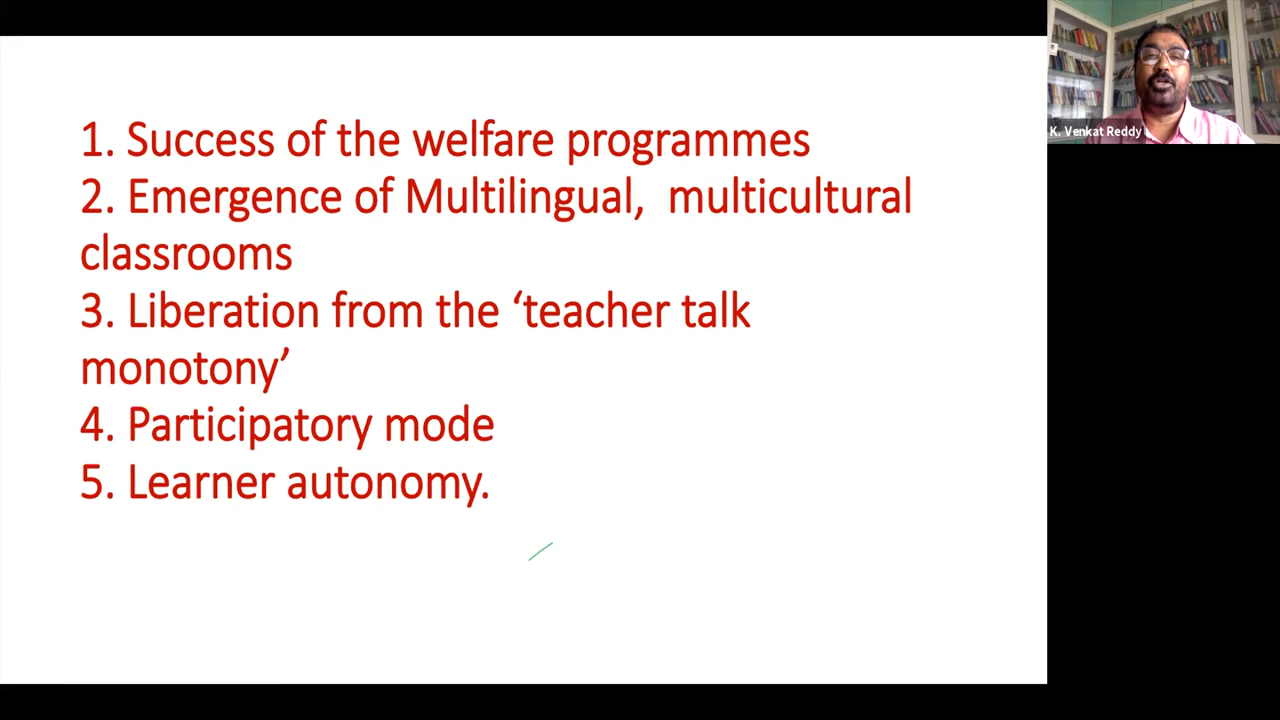 1. Success of the welfare programmes
2. Emergence of Multilingual,  multicultural
classrooms
3. Liberation from the ‘teacher talk
monotony’
4. Participatory mode
5. Learner autonomy.
K. Venkat Reddy